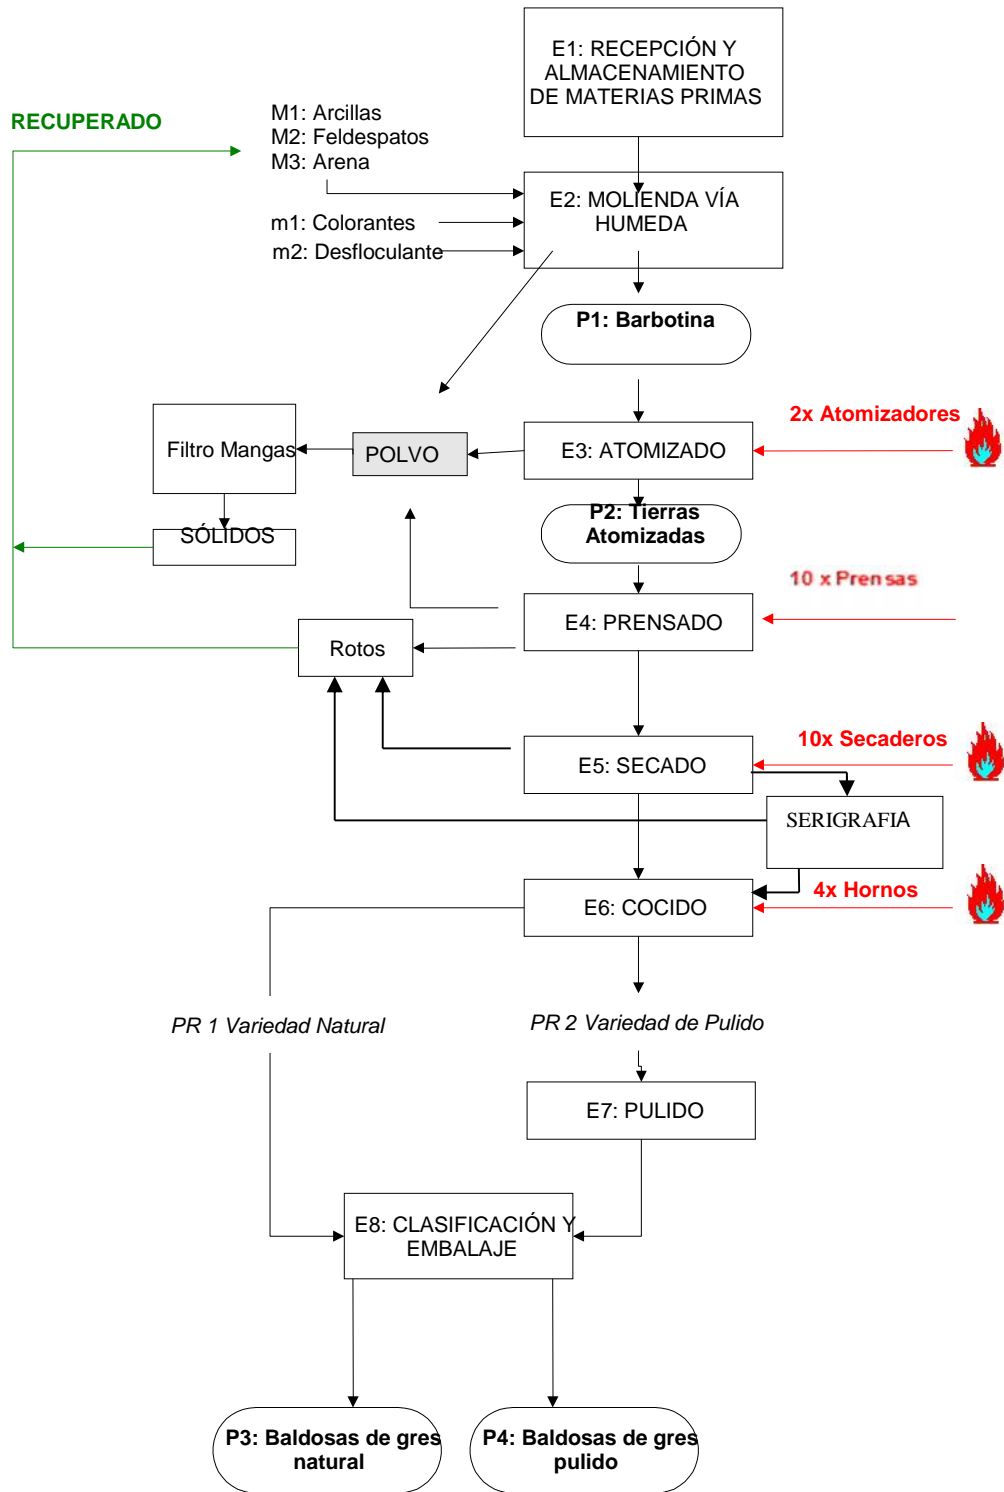 E1: RECEPCIÓN Y
ALMACENAMIENTO
DE MATERIAS PRIMAS
RECUPERADO
M1: Arcillas
M2: Feldespatos
M3: Arena
E2: MOLIENDA VÍA
HUMEDA
m1: Colorantes
m2: Desfloculante
P1: Barbotina
2x Atomizadores
Filtro Mangas
POLVO
E3: ATOMIZADO
P2: Tierras
Atomizadas
SÓLIDOS
10 x Prensas
E4: PRENSADO
Rotos
10x Secaderos
E5: SECADO
SERIGRAFIA
4x Hornos
E6: COCIDO
PR 1 Variedad Natural
PR 2 Variedad de Pulido
E7: PULIDO
E8: CLASIFICACIÓN Y
EMBALAJE
P3: Baldosas de gres
natural
P4: Baldosas de gres
pulido